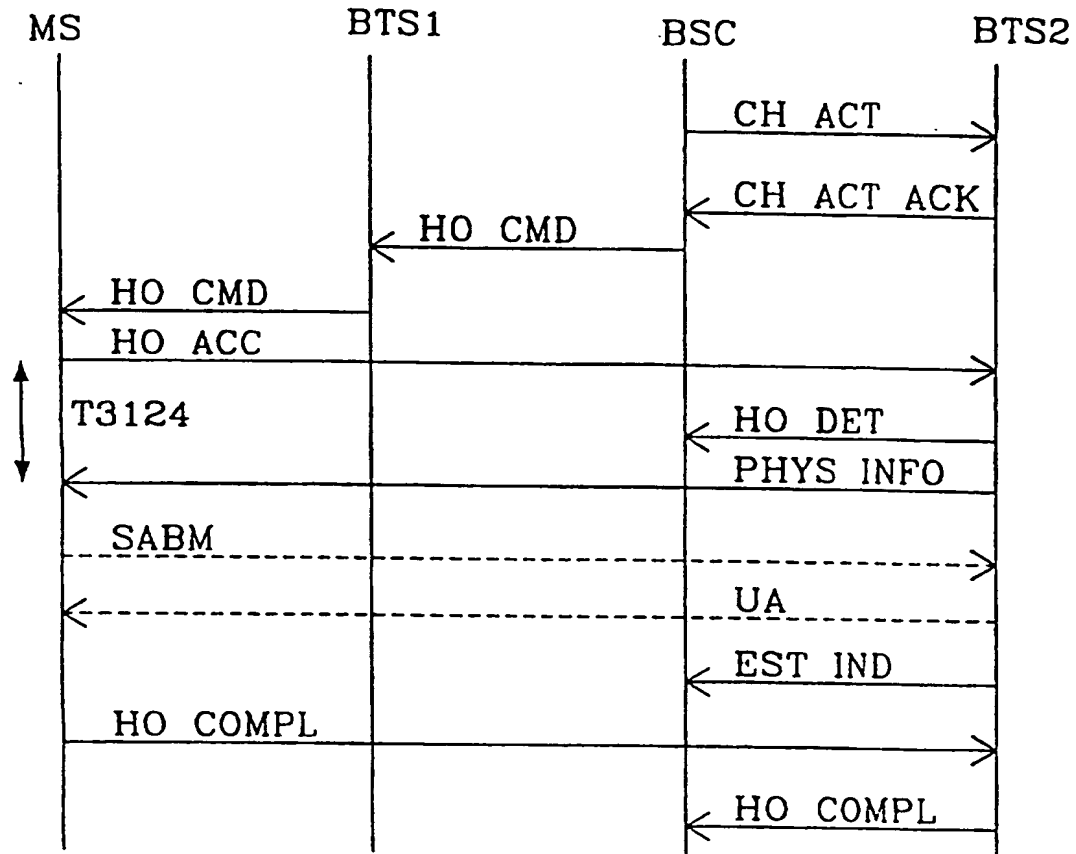 MS
BTS1
BSC
BTS2
CH ACT
CH ACT ACK
HO CMD
HO CMD
HO ACC
T3124
HO DET
PHYS INFO
SABM
UA
EST IND
HO COMPL
HO COMPL